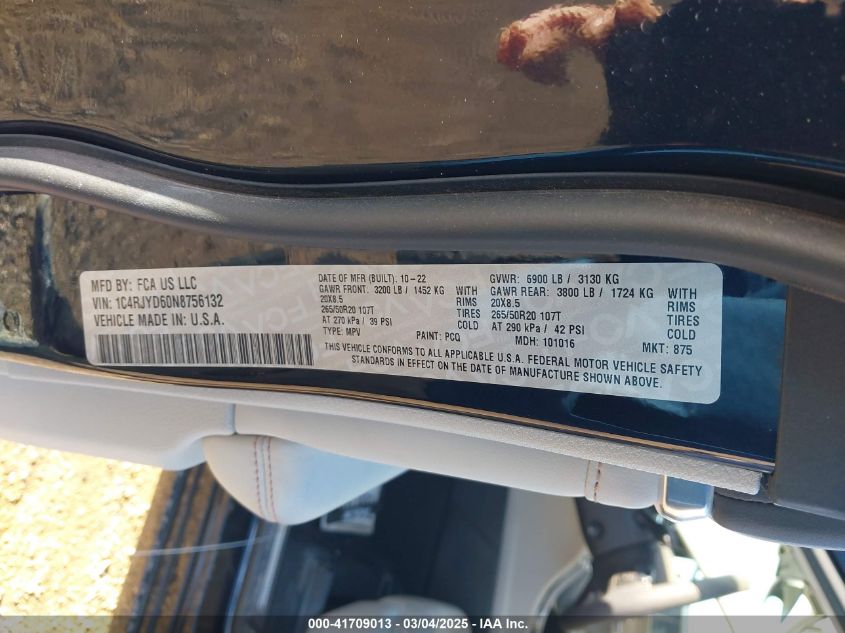 MFD BY: FCA US LLC
VIN: 1C4RJYD60N8756132
VEHICLE MADE IN U.S.A.
DATE OF MFR (BUILT): 10-22
GAWR FRONT: 3200 LB / 1452 KG WITH
20X8.5 RIMS
265/50R20 107T TIRES
AT 270 kPa / 39 PSI COLD
TYPE: MPV PAINT: PCQ
GVWR: 6900 LB / 3130 KG
GAWR REAR: 3800 LB / 1724 KG WITH
20X8.5 RIMS
265/50R20 107T TIRES
AT 290 kPa / 42 PSI COLD
MDH: 101016 MKT: 875
THIS VEHICLE CONFORMS TO ALL APPLICABLE U.S.A. FEDERAL MOTOR VEHICLE SAFETY
STANDARDS IN EFFECT ON THE DATE OF MANUFACTURE SHOWN ABOVE.
000-41709013 - 03/04/2025 - IAA Inc.